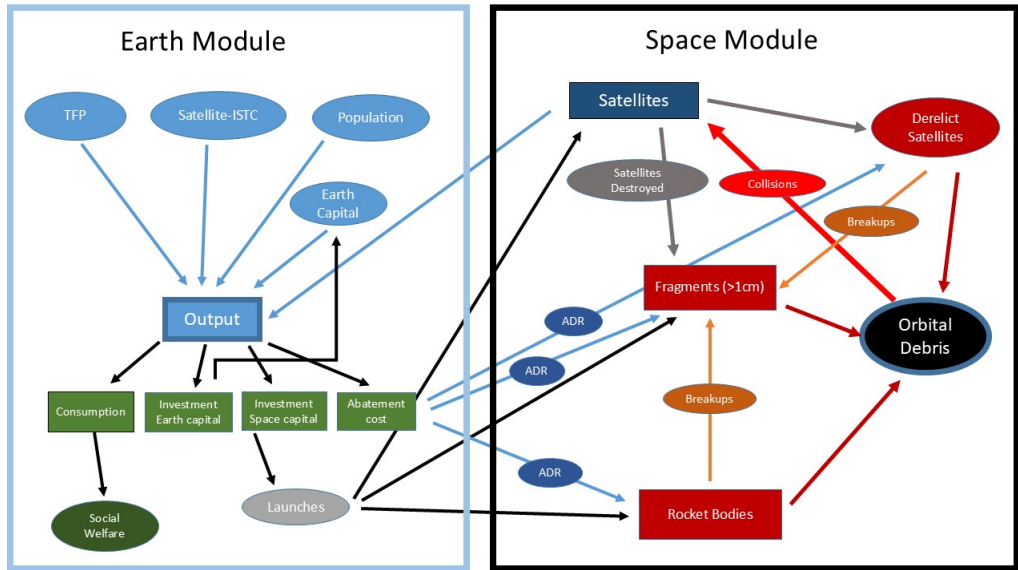 Earth Module
Space Module
TFP
Satellite-ISTC
Population
Earth
Capital
Output
Consumption
Investment
Earth capital
Investment
Space capital
Abatement
cost
Social
Welfare
Launches
Satellites
Derelict
Satellites
Satellites
Destroyed
Collisions
Breakups
Fragments (>1cm)
ADR
ADR
Orbital
Debris
Breakups
ADR
Rocket Bodies